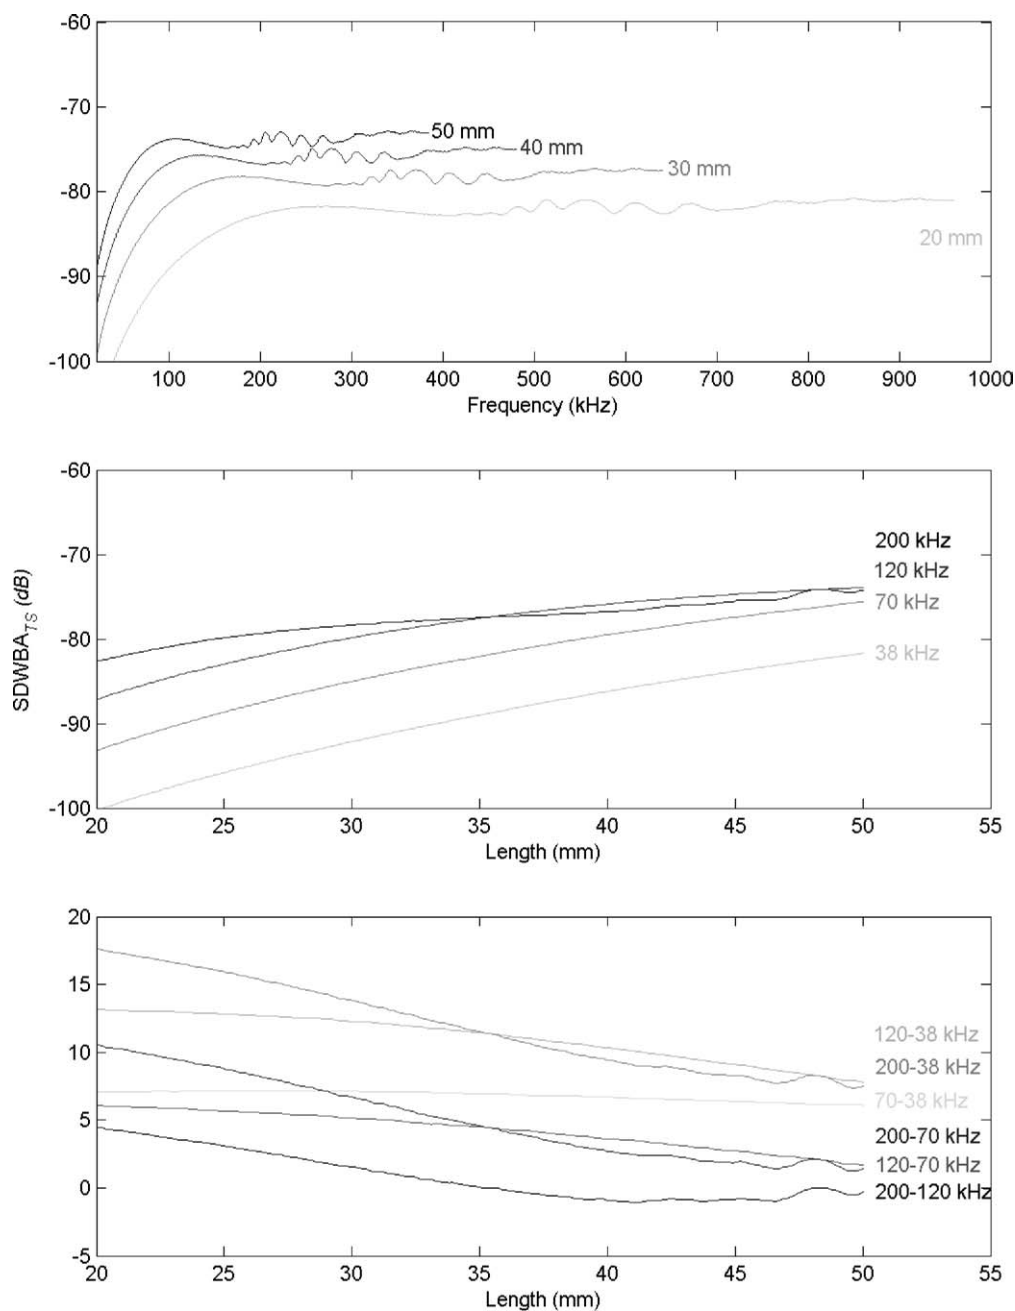 -60
-70
50 mm
40 mm
30 mm
-80
20 mm
-90
-100
100 200 300 400 500 600 700 800 900 1000
Frequency (kHz)
SDWBA_TS (dB)
-60
-70
200 kHz
120 kHz
70 kHz
-80
38 kHz
-90
-100
20 25 30 35 40 45 50 55
Length (mm)
20
15
120-38 kHz
10
200-38 kHz
70-38 kHz
5
200-70 kHz
120-70 kHz
0
200-120 kHz
-5
20 25 30 35 40 45 50 55
Length (mm)